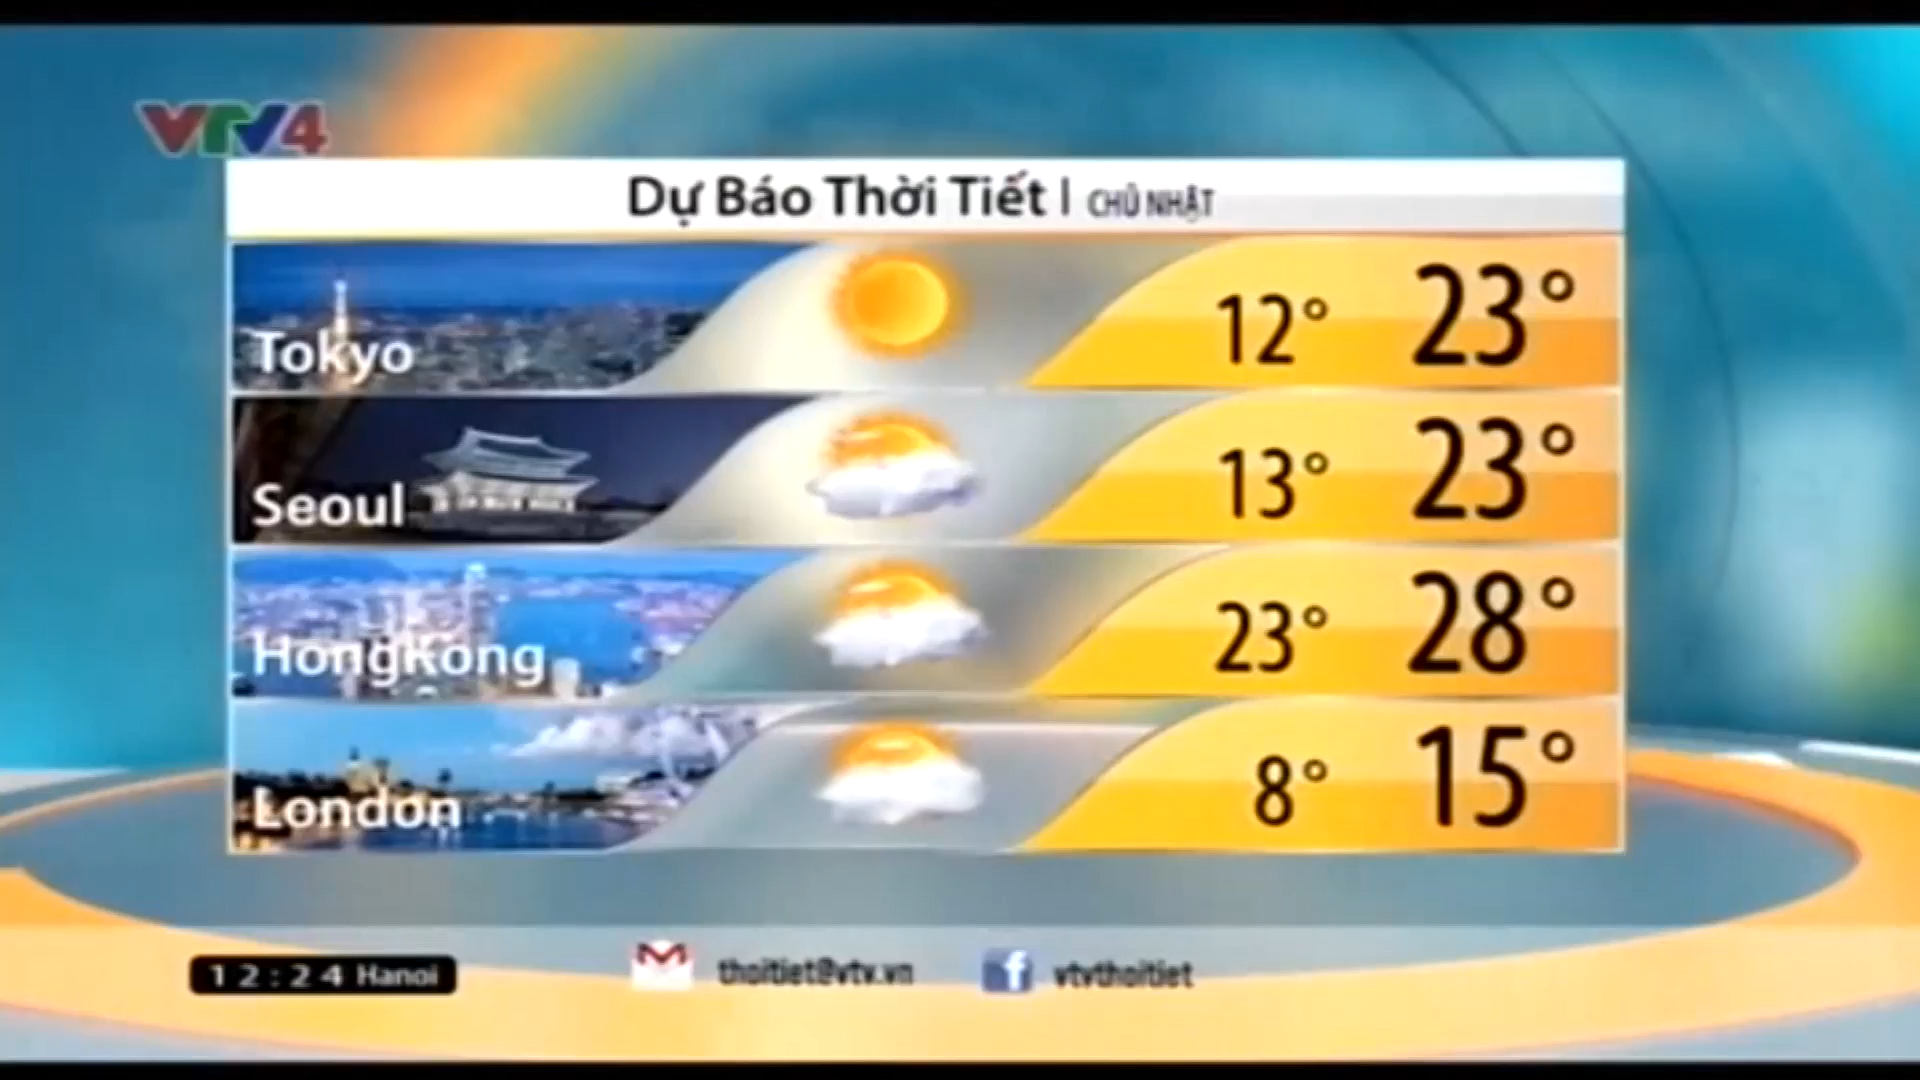 VTV4
Dự Báo Thời Tiết | CHỦ NHẬT
Tokyo 12° 23°
Seoul 13° 23°
HongKong 23° 28°
London 8° 15°
12:24 Hanoi thoitiet@vtv.vn vtvthoitiet